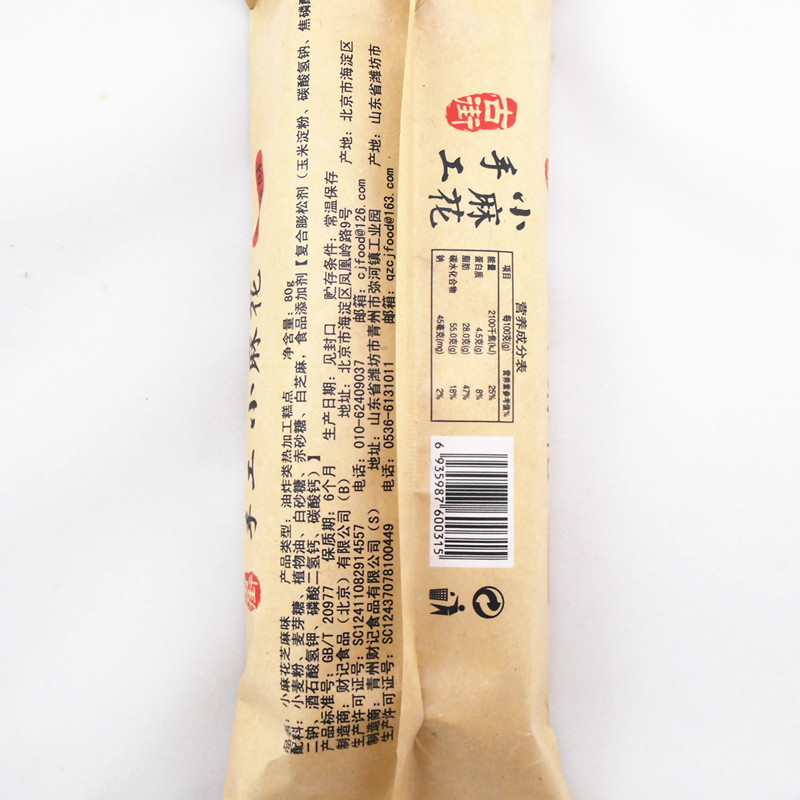 品名：小麻花芝麻味 产品类型：油炸类热加工糕点 净含量：80g
配料：小麦粉、麦芽糖、植物油、白砂糖、赤砂糖、白芝麻，食品添加剂【复合膨松剂（玉米淀粉、碳酸氢钠、焦磷酸
二钠、酒石酸氢钾、磷酸二氢钙、碳酸钙）】
产品标准号：GB/T 20977 保质期：6个月 生产日期：见封口 贮存条件：常温保存
制造商：财记食品（北京）有限公司（B） 地址：北京市海淀区凤凰岭路9号
生产许可证号：SC12411082914557 电话：010-62409037 邮箱：cjfood@126.com 产地：北京市海淀区
制造商：青州财记食品有限公司（S） 地址：山东省潍坊市青州市弥河镇工业园
生产许可证号：SC12437078100449 电话：0536-6131011 邮箱：qzcjfood@163.com 产地：山东省潍坊市
古街
手工
小麻花
营养成分表
项目 每100克(g) 营养素参考值%
能量 2100千焦(kJ) 25%
蛋白质 4.5克(g) 8%
脂肪 28.0克(g) 47%
碳水化合物 55.0克(g) 18%
钠 45毫克(mg) 2%
6 935987 600315
手工小麻花